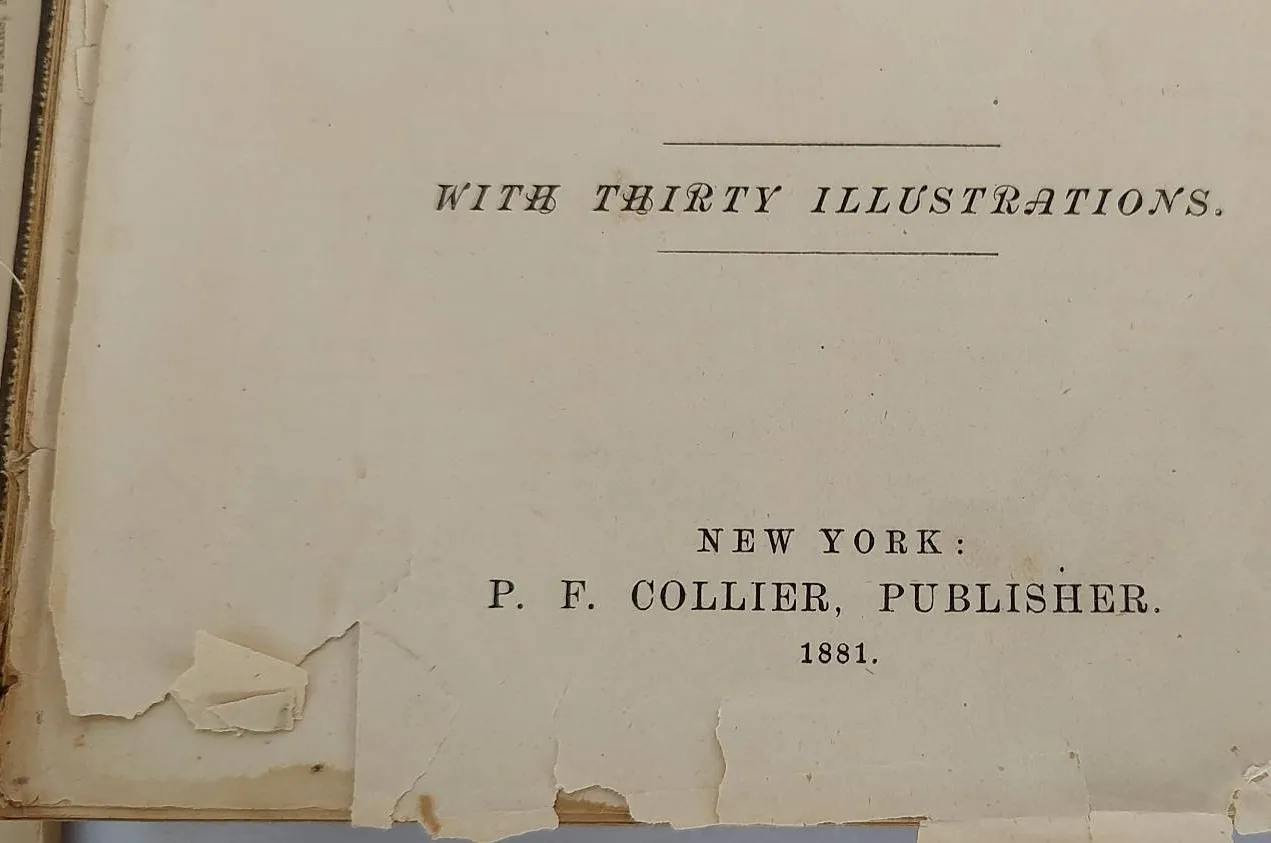 WITH THIRTY ILLUSTRATIONS.
NEW YORK:
P. F. COLLIER, PUBLISHER.
1881.